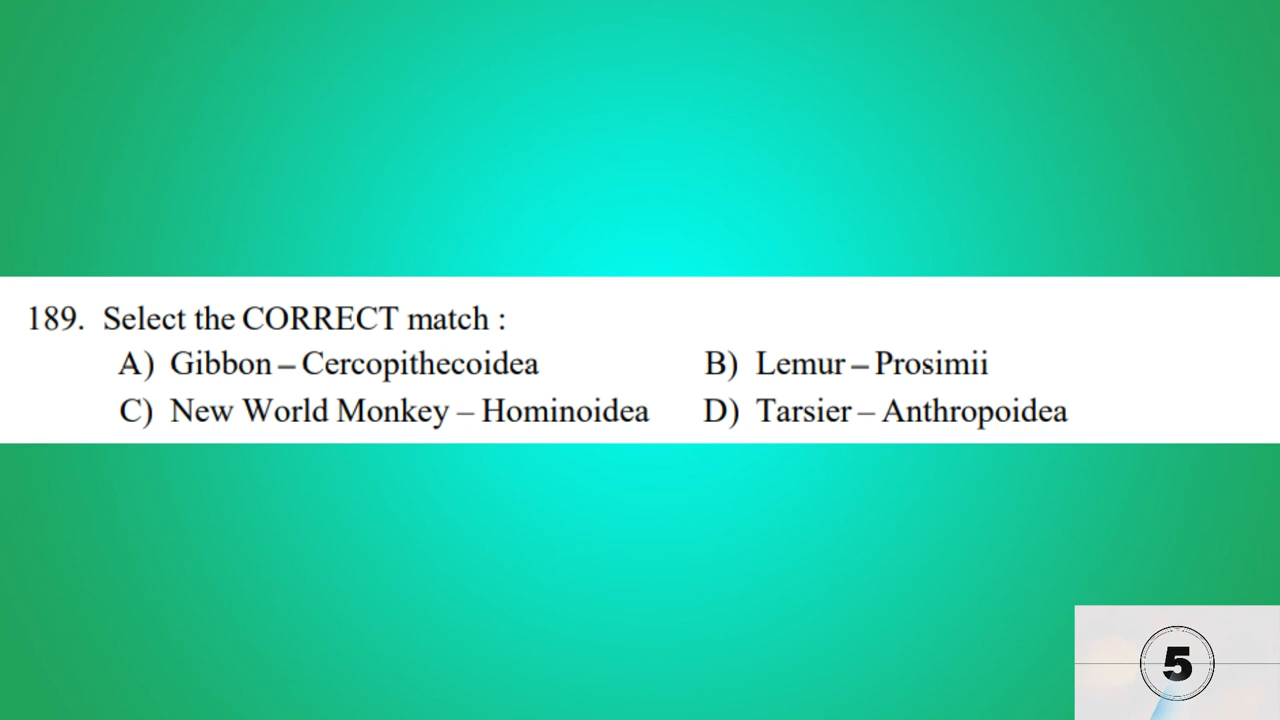 189. Select the CORRECT match :
A) Gibbon – Cercopithecoidea B) Lemur – Prosimii
C) New World Monkey – Hominoidea D) Tarsier – Anthropoidea
5